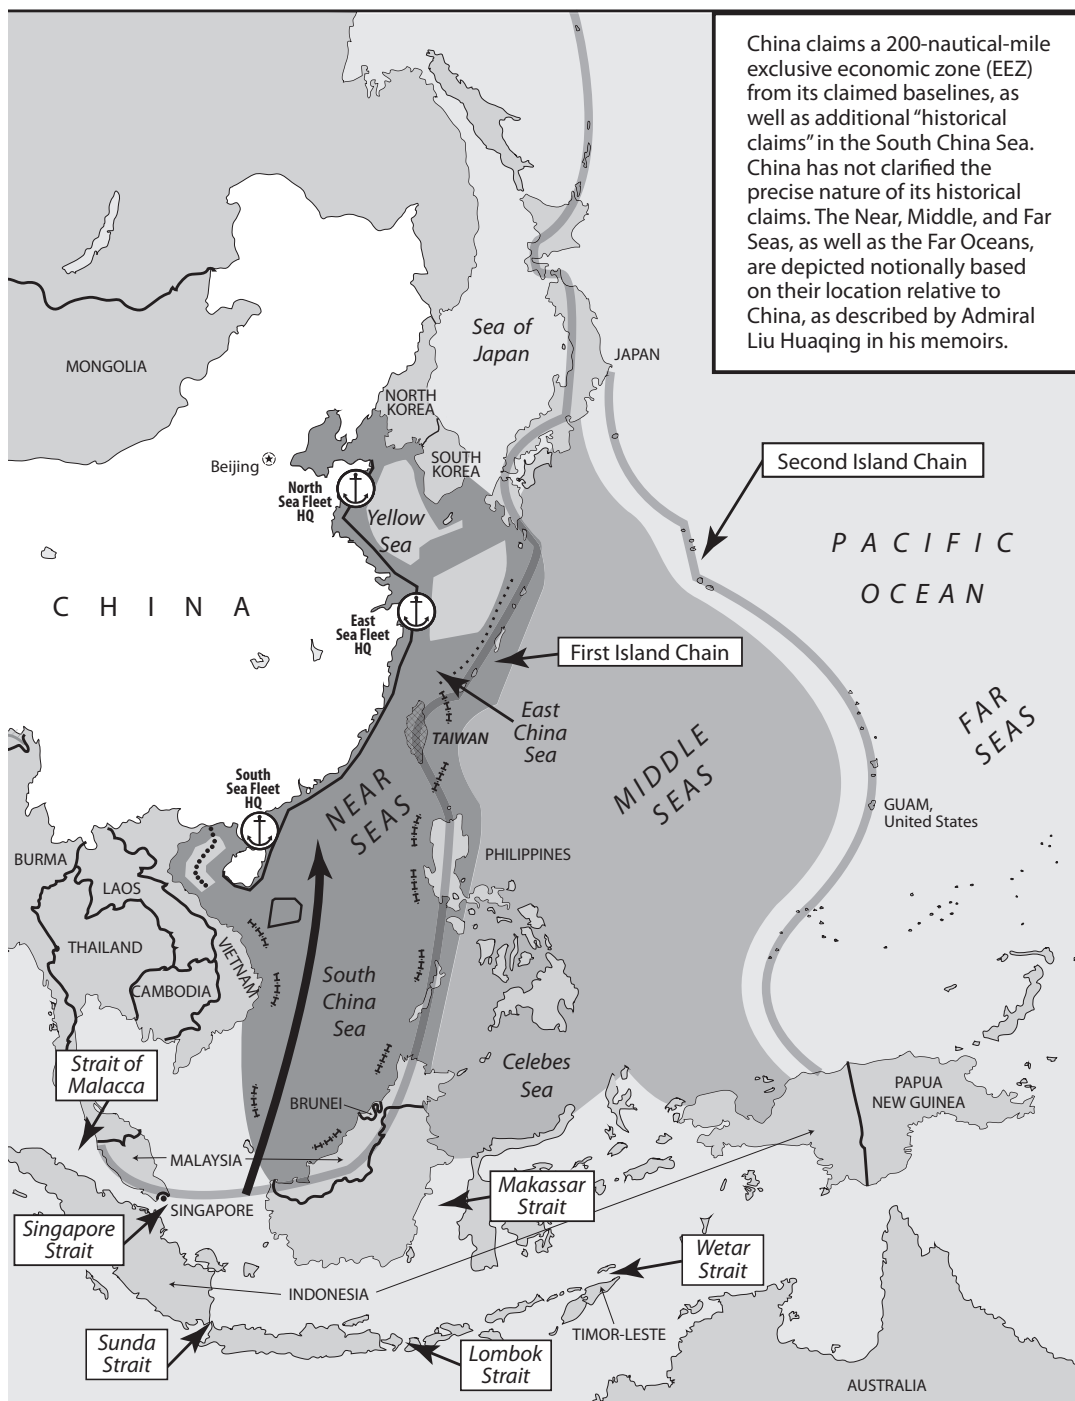 China claims a 200-nautical-mile
exclusive economic zone (EEZ)
from its claimed baselines, as
well as additional “historical
claims” in the South China Sea.
China has not clarified the
precise nature of its historical
claims. The Near, Middle, and Far
Seas, as well as the Far Oceans,
are depicted notionally based
on their location relative to
China, as described by Admiral
Liu Huaqing in his memoirs.
MONGOLIA
Sea of
Japan
JAPAN
NORTH
KOREA
SOUTH
KOREA
Beijing
North
Sea Fleet
HQ
Yellow
Sea
Second Island Chain
PACIFIC
OCEAN
CHINA
East
Sea Fleet
HQ
First Island Chain
East
China
Sea
TAIWAN
FAR
SEAS
MIDDLE
SEAS
NEAR
SEAS
South
Sea Fleet
HQ
GUAM,
United States
BURMA
LAOS
PHILIPPINES
THAILAND
VIETNAM
CAMBODIA
South
China
Sea
Strait of
Malacca
Celebes
Sea
BRUNEI
PAPUA
NEW GUINEA
MALAYSIA
Makassar
Strait
SINGAPORE
Singapore
Strait
Wetar
Strait
INDONESIA
TIMOR-LESTE
Sunda
Strait
Lombok
Strait
AUSTRALIA